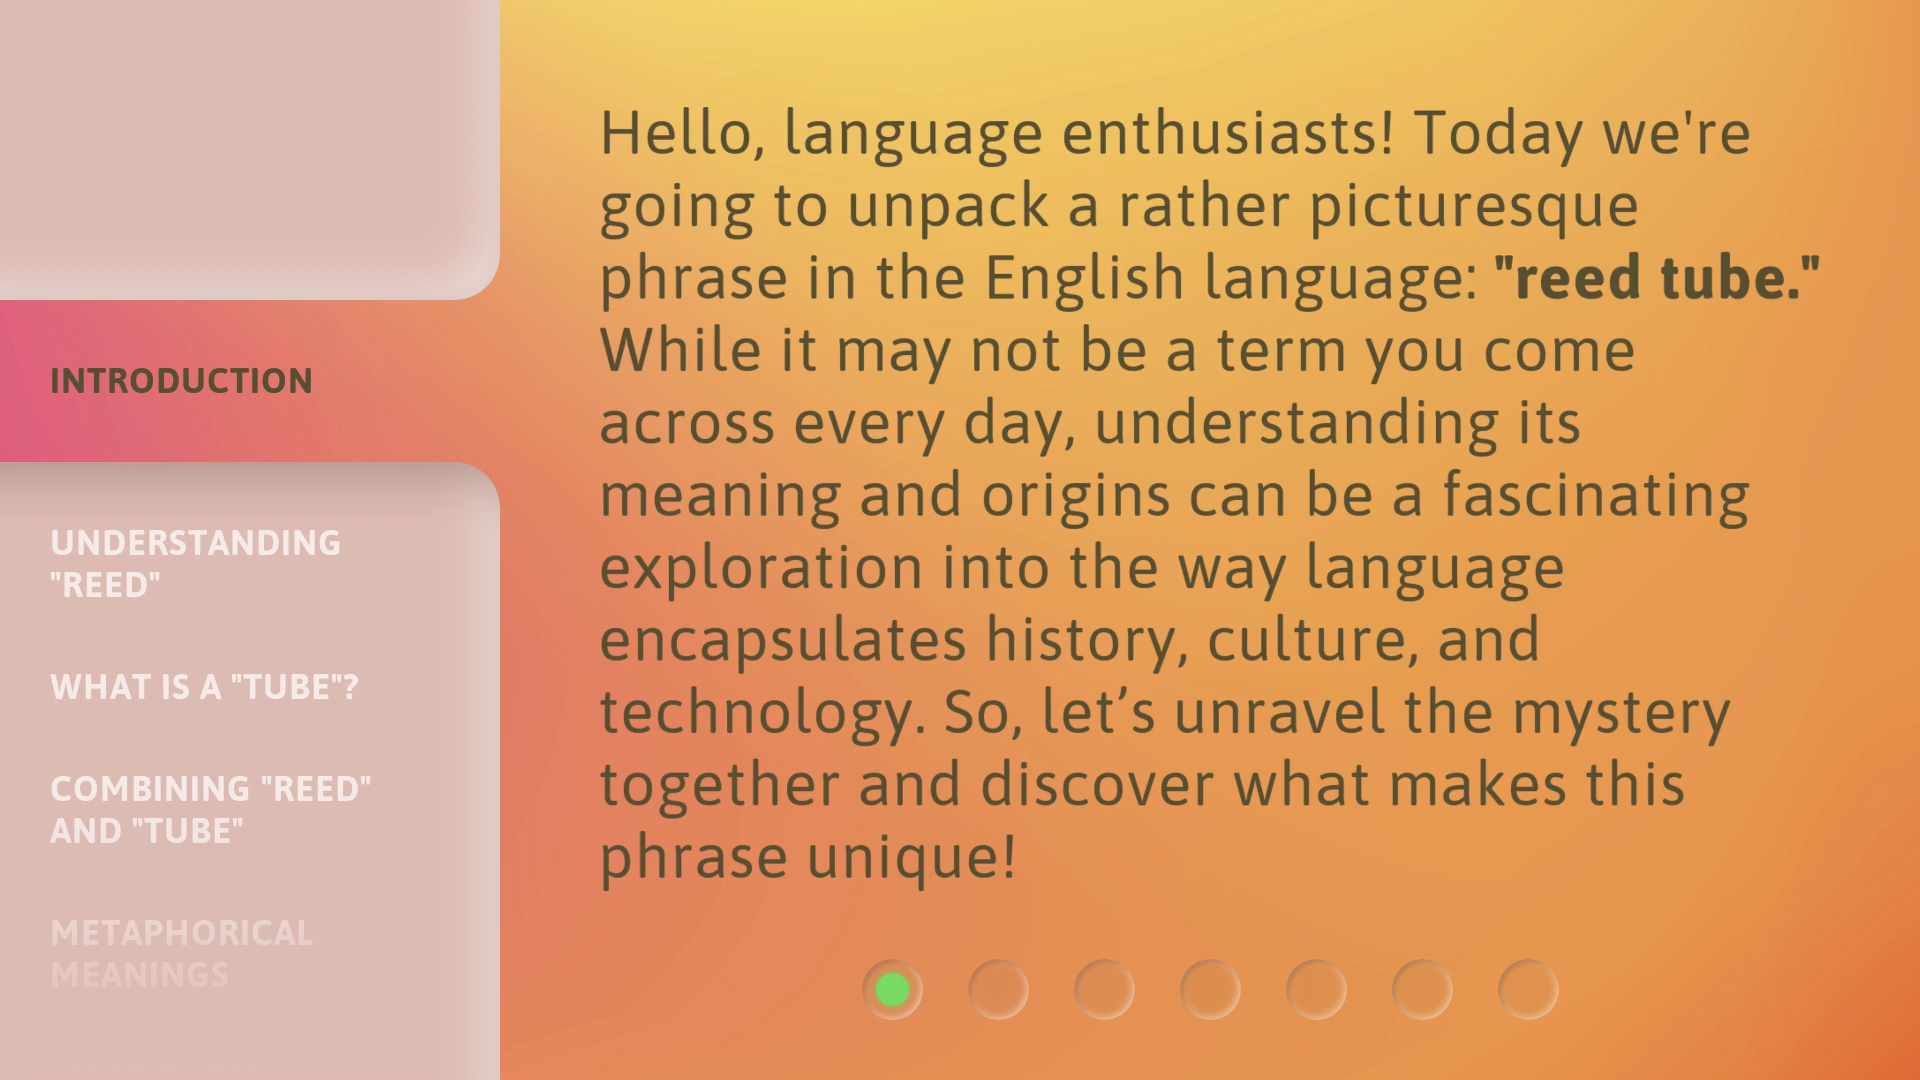 INTRODUCTION
UNDERSTANDING
"REED"
WHAT IS A "TUBE"?
COMBINING "REED"
AND "TUBE"
METAPHORICAL
MEANINGS
Hello, language enthusiasts! Today we're
going to unpack a rather picturesque
phrase in the English language: "reed tube."
While it may not be a term you come
across every day, understanding its
meaning and origins can be a fascinating
exploration into the way language
encapsulates history, culture, and
technology. So, let’s unravel the mystery
together and discover what makes this
phrase unique!